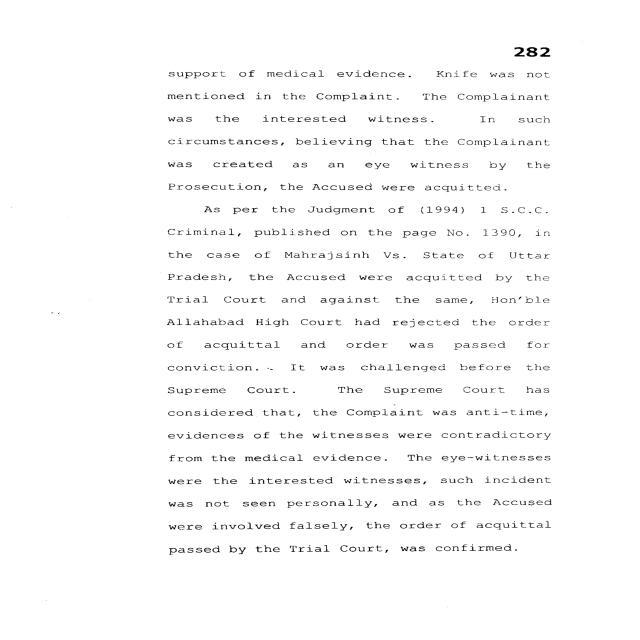 282
support of medical evidence. Knife was not
mentioned in the Complaint. The Complainant
was the interested witness. In such
circumstances, believing that the Complainant
was created as an eye witness by the
Prosecution, the Accused were acquitted.
As per the Judgment of (1994) 1 S.C.C.
Criminal, published on the page No. 1390, in
the case of Mahrajsinh Vs. State of Uttar
Pradesh, the Accused were acquitted by the
Trial Court and against the same, Hon'ble
Allahabad High Court had rejected the order
of acquittal and order was passed for
conviction. It was challenged before the
Supreme Court. The Supreme Court has
considered that, the Complaint was anti-time,
evidences of the witnesses were contradictory
from the medical evidence. The eye-witnesses
were the interested witnesses, such incident
was not seen personally, and as the Accused
were involved falsely, the order of acquittal
passed by the Trial Court, was confirmed.